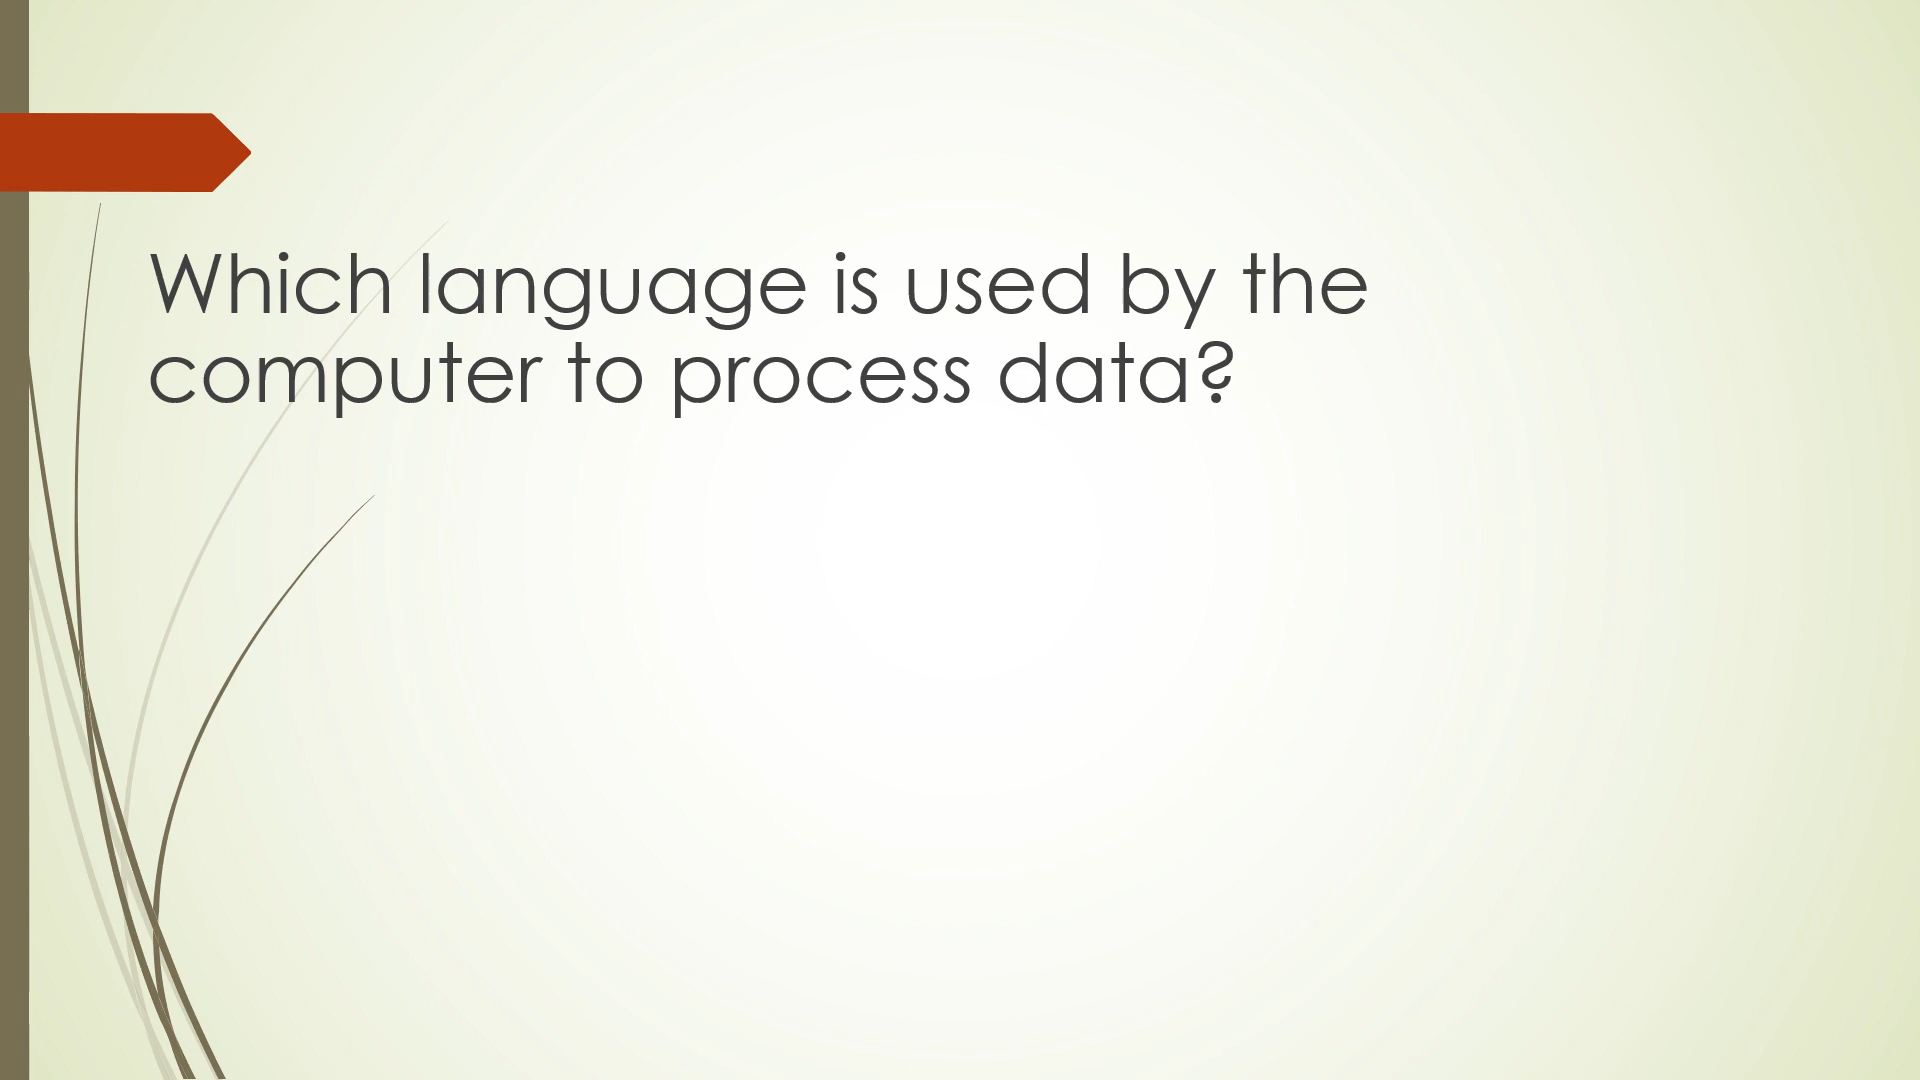 Which language is used by the
computer to process data?